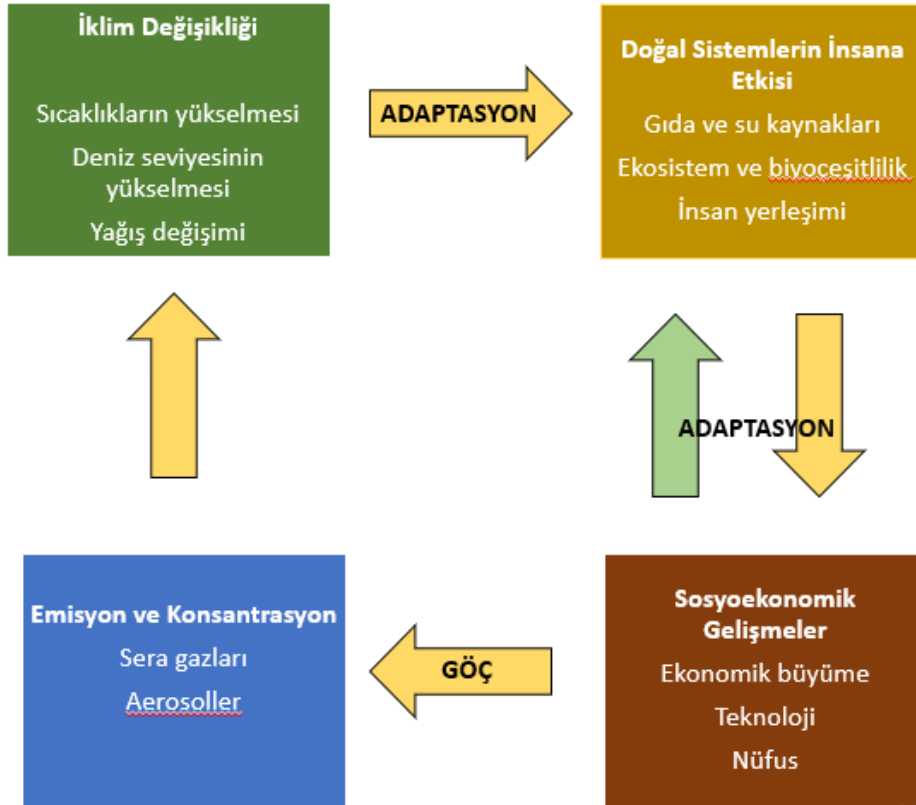 İklim Değişikliği
Sıcaklıkların yükselmesi
Deniz seviyesinin
yükselmesi
Yağış değişimi
ADAPTASYON
Doğal Sistemlerin İnsana
Etkisi
Gıda ve su kaynakları
Ekosistem ve biyoçeşitlilik
İnsan yerleşimi
ADAPTASYON
Emisyon ve Konsantrasyon
Sera gazları
Aerosoller
GÖÇ
Sosyoekonomik
Gelişmeler
Ekonomik büyüme
Teknoloji
Nüfus